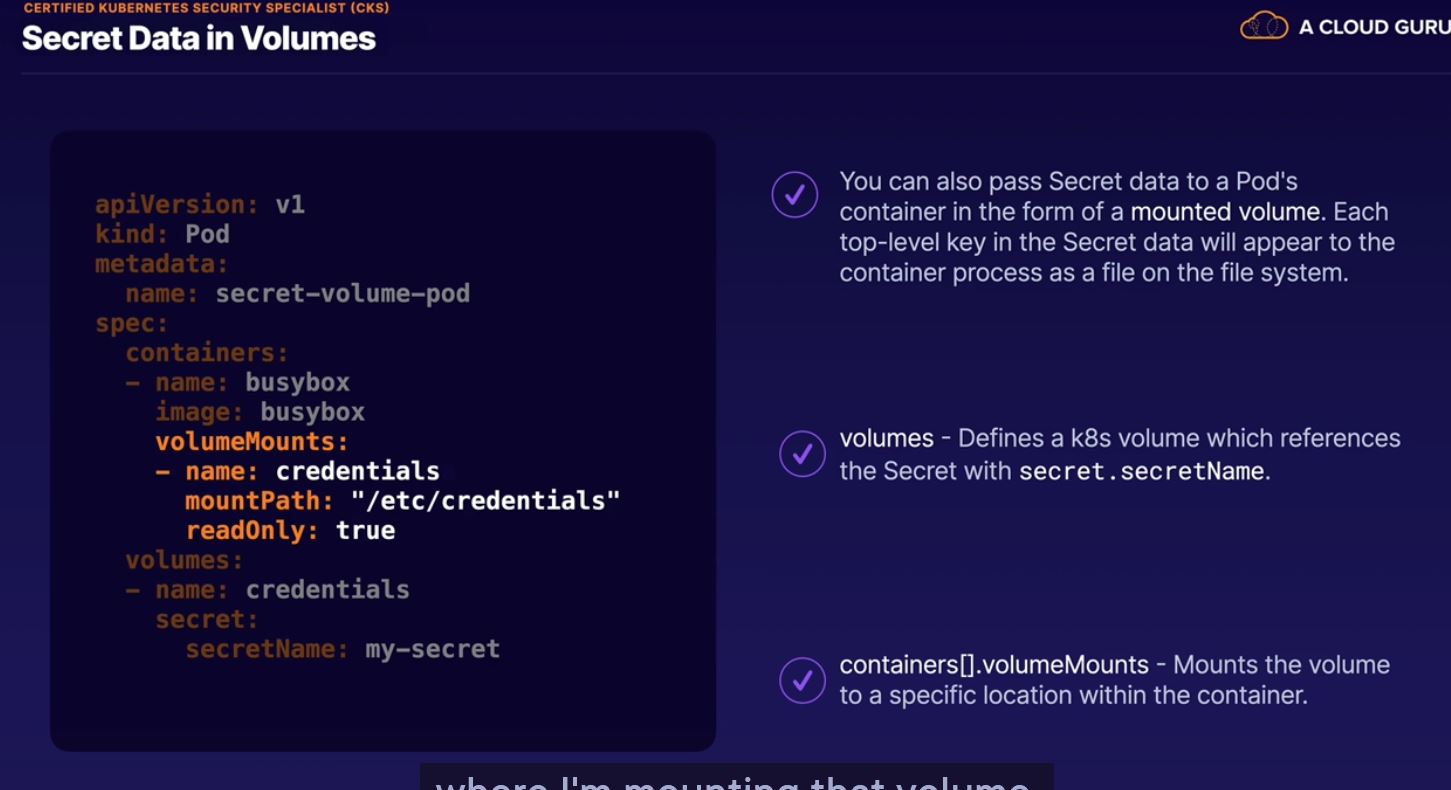 CERTIFIED KUBERNETES SECURITY SPECIALIST (CKS)
Secret Data in Volumes
A CLOUD GURU
apiVersion: v1
kind: Pod
metadata:
  name: secret-volume-pod
spec:
  containers:
  - name: busybox
    image: busybox
    volumeMounts:
    - name: credentials
      mountPath: "/etc/credentials"
      readOnly: true
  volumes:
  - name: credentials
    secret:
      secretName: my-secret
You can also pass Secret data to a Pod's
container in the form of a mounted volume. Each
top-level key in the Secret data will appear to the
container process as a file on the file system.
volumes - Defines a k8s volume which references
the Secret with secret.secretName.
containers[].volumeMounts - Mounts the volume
to a specific location within the container.
where I'm mounting that volume